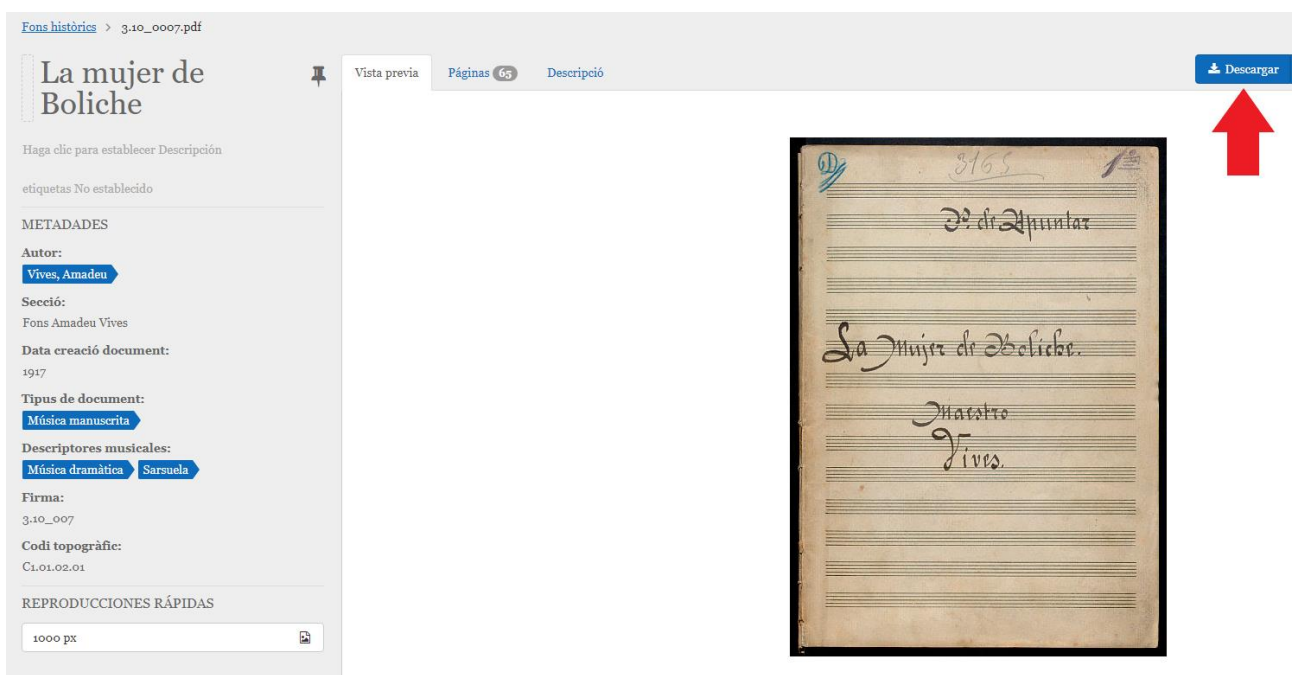 Fons històrics > 3.10_0007.pdf
La mujer de
Boliche
Haga clic para establecer Descripción
etiquetas No establecido
METADADES
Autor:
Vives, Amadeu
Secció:
Fons Amadeu Vives
Data creació document:
1917
Tipus de document:
Música manuscrita
Descriptores musicales:
Música dramàtica Sarsuela
Firma:
3.10_007
Codi topogràfic:
C1.01.02.01
REPRODUCCIONES RÁPIDAS
1000 px
Vista previa Páginas 65 Descripció
Descargar
3165
de Apuntar
La Mujer de Boliche.
Maestro
Vives.